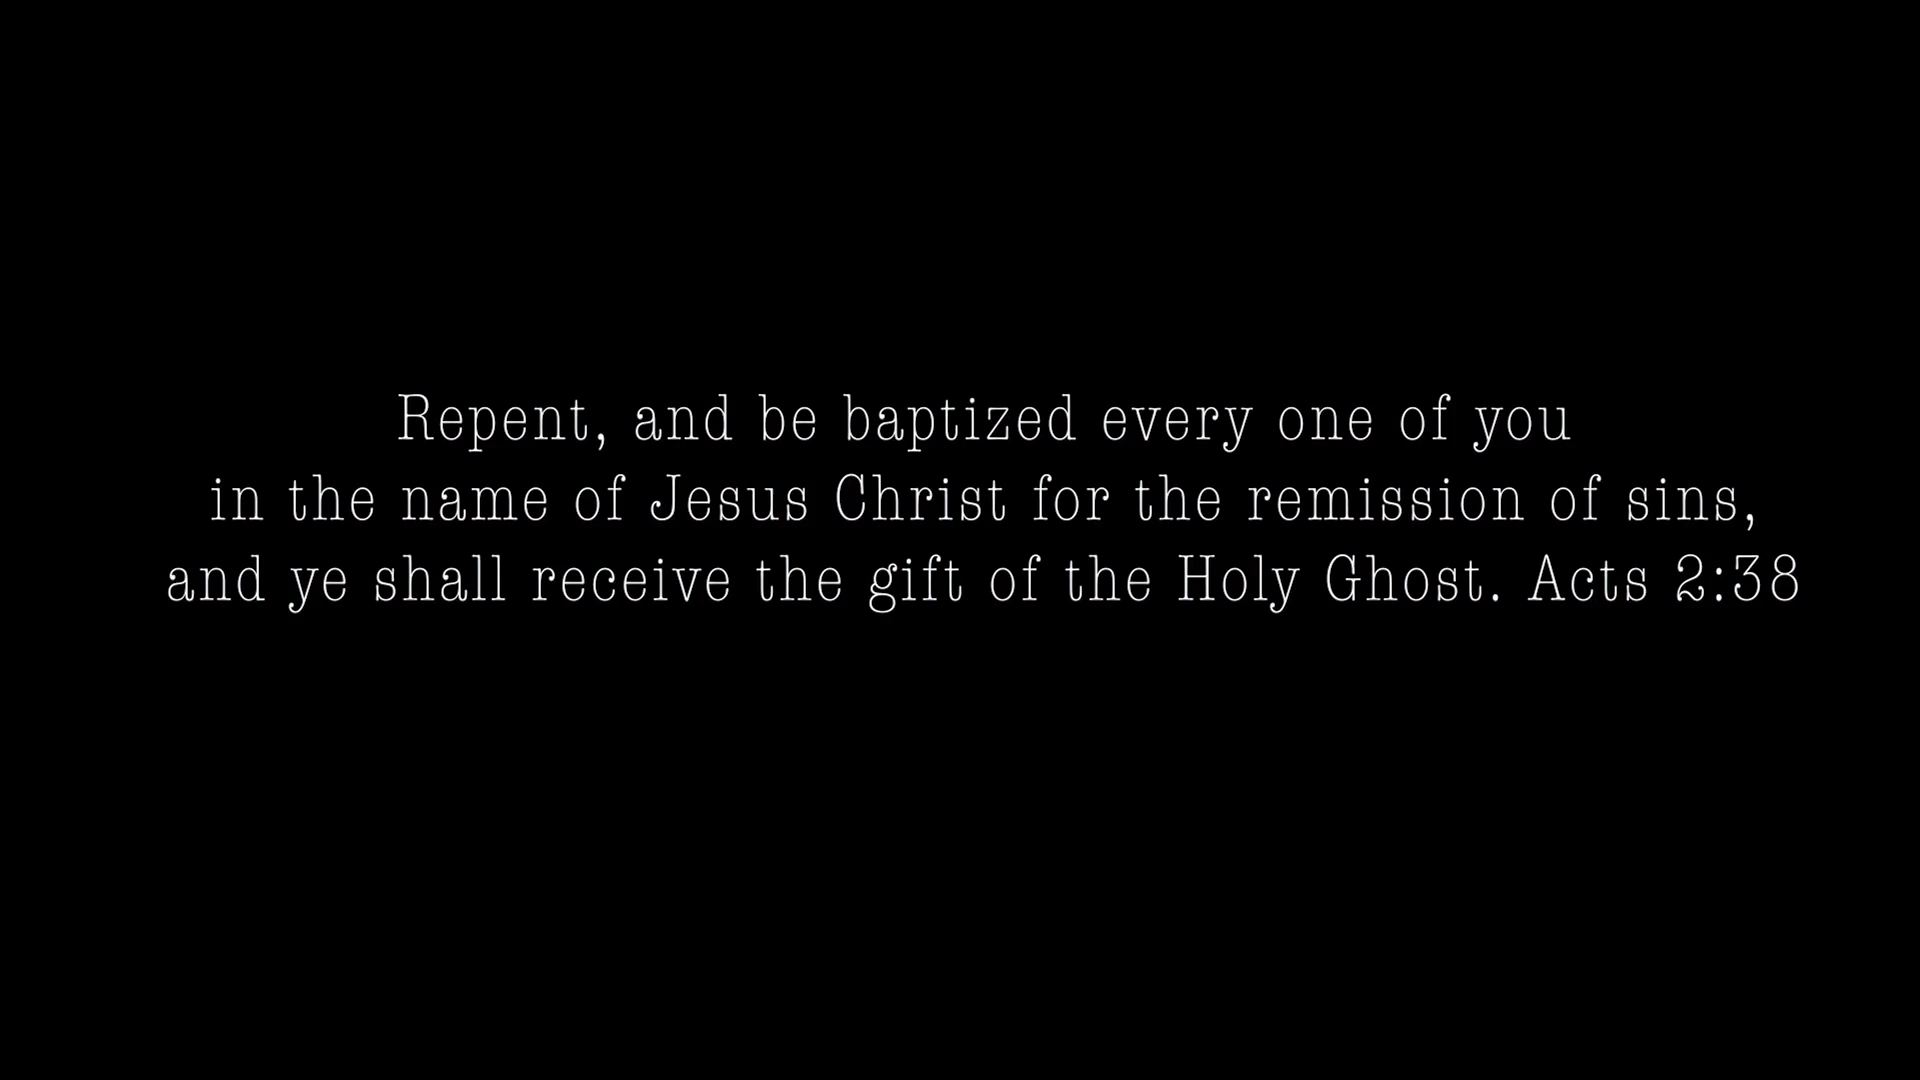 Repent, and be baptized every one of you
in the name of Jesus Christ for the remission of sins,
and ye shall receive the gift of the Holy Ghost. Acts 2:38